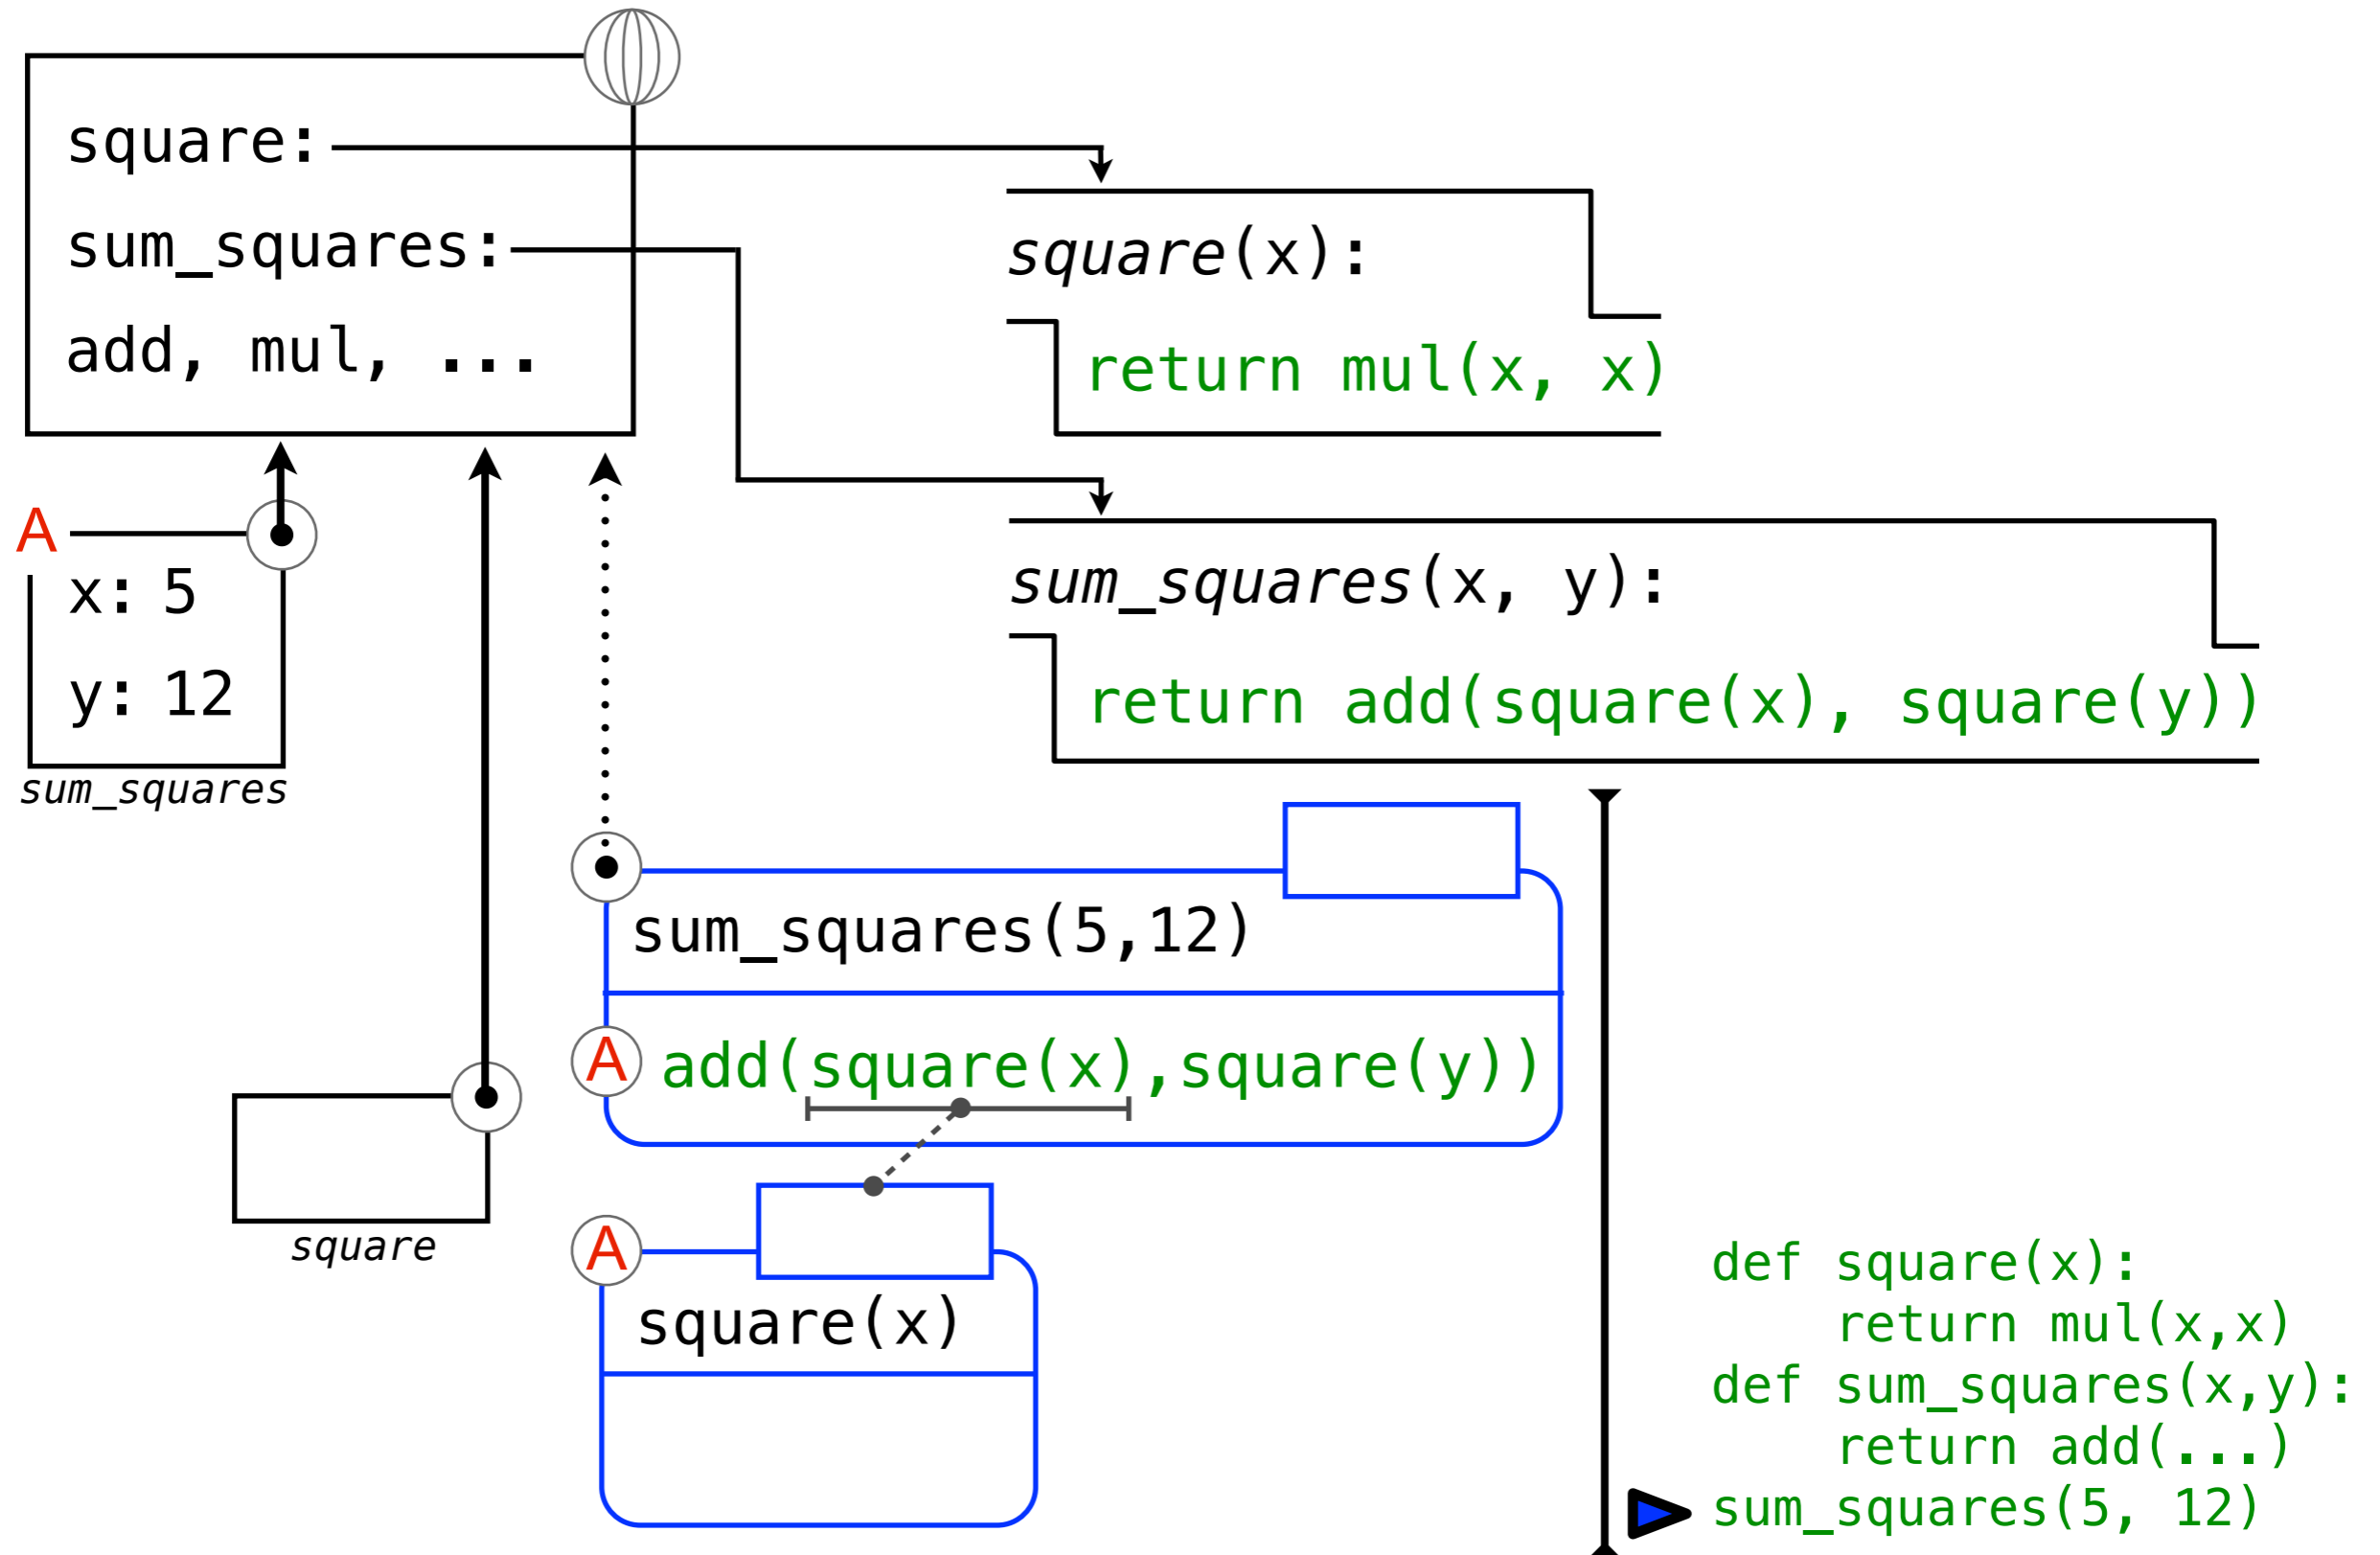 square:
sum_squares:
add, mul, ...
square(x):
return mul(x, x)
sum_squares(x, y):
return add(square(x), square(y))
A
x: 5
y: 12
sum_squares
sum_squares(5,12)
A
add(square(x),square(y))
square
A
square(x)
def square(x):
return mul(x,x)
def sum_squares(x,y):
return add(...)
sum_squares(5, 12)